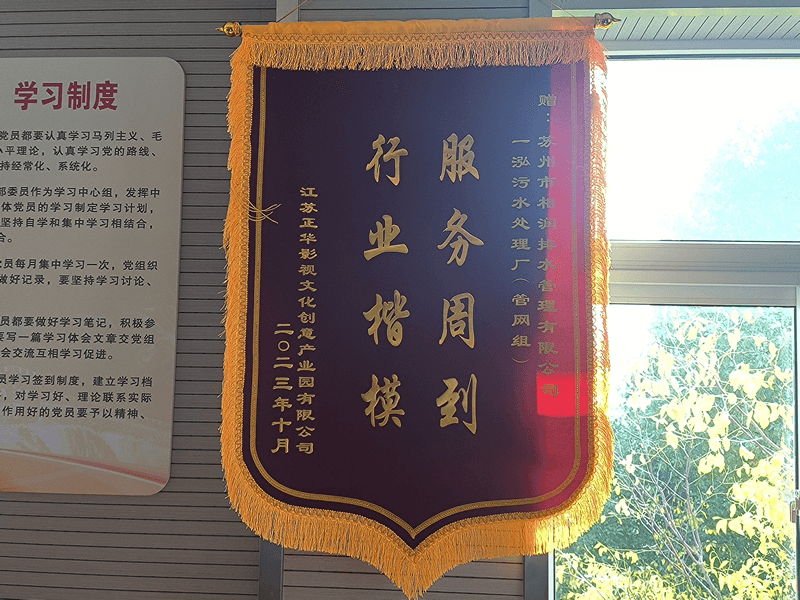 学习制度
党员都要认真学习马列主义、毛
平理论，认真学习党的路线、
持经常化、系统化。
部委员作为学习中心组，发挥中
体党员的学习制定学习计划，
坚持自学和集中学习相结合，
合。
员每月集中学习一次，党组织
做好记录，要坚持学习讨论、
员都要做好学习笔记，积极参
要写一篇学习体会文章交党组
会交流互相学习促进。
员学习签到制度，建立学习档
，对学习好、理论联系实际
作用好的党员要予以精神、
赠：苏州市相润排水管理有限公司
一泓污水处理厂（管网组）
服务周到
行业楷模
江苏正华影视文化创意产业园有限公司
二〇二三年十月